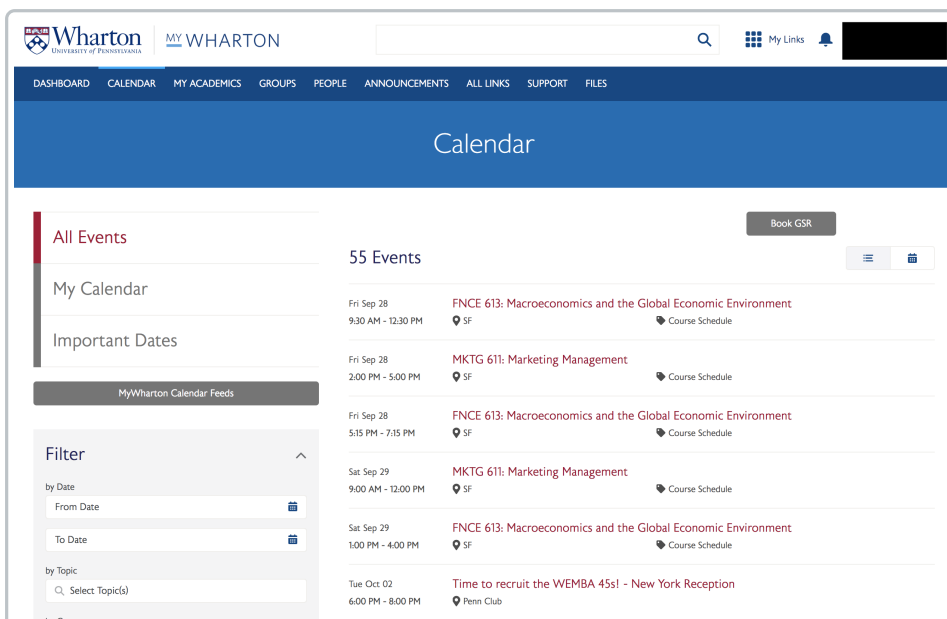 Wharton
UNIVERSITY of PENNSYLVANIA
MY WHARTON
My Links
DASHBOARD CALENDAR MY ACADEMICS GROUPS PEOPLE ANNOUNCEMENTS ALL LINKS SUPPORT FILES
Calendar
All Events
My Calendar
Important Dates
MyWharton Calendar Feeds
Filter
by Date
From Date
To Date
by Topic
Select Topic(s)
Book GSR
55 Events
Fri Sep 28 FNCE 613: Macroeconomics and the Global Economic Environment
9:30 AM - 12:30 PM SF Course Schedule
Fri Sep 28 MKTG 611: Marketing Management
2:00 PM - 5:00 PM SF Course Schedule
Fri Sep 28 FNCE 613: Macroeconomics and the Global Economic Environment
5:15 PM - 7:15 PM SF Course Schedule
Sat Sep 29 MKTG 611: Marketing Management
9:00 AM - 12:00 PM SF Course Schedule
Sat Sep 29 FNCE 613: Macroeconomics and the Global Economic Environment
1:00 PM - 4:00 PM SF Course Schedule
Tue Oct 02 Time to recruit the WEMBA 45s! - New York Reception
6:00 PM - 8:00 PM Penn Club